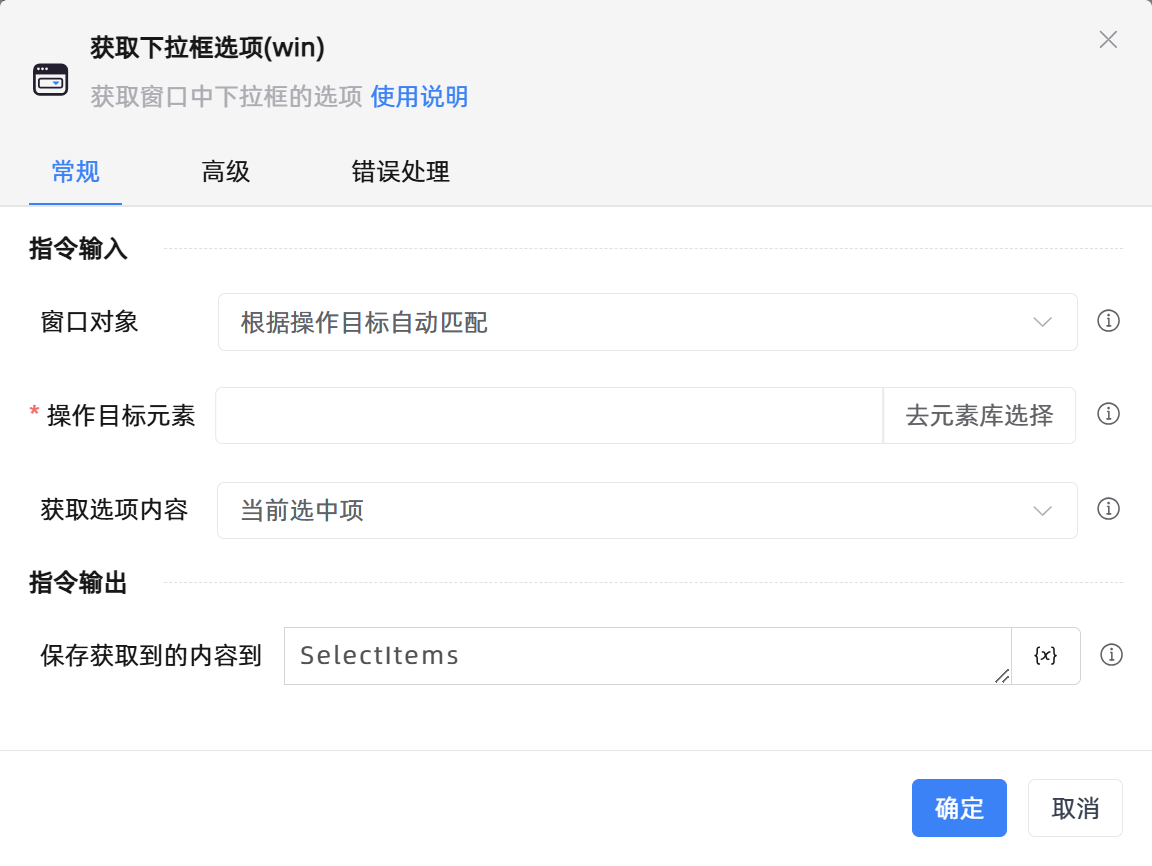 获取下拉框选项(win)
获取窗口中下拉框的选项 使用说明
常规 高级 错误处理
指令输入
窗口对象 根据操作目标自动匹配
* 操作目标元素 去元素库选择
获取选项内容 当前选中项
指令输出
保存获取到的内容到 SelectItems {x}
确定 取消